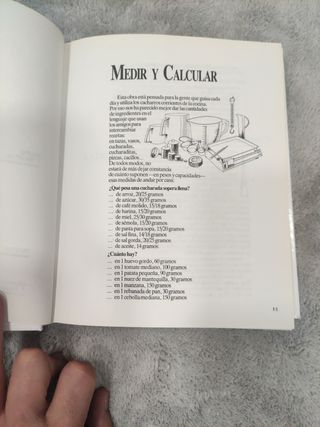 MEDIR Y CALCULAR
Esta obra está pensada para la gente que guisa cada
día y utiliza los cacharros corrientes de la cocina.
Por eso nos ha parecido mejor dar las cantidades
de ingredientes en el
lenguaje que usan
los amigos para
intercambiar
recetas:
en tazas, vasos,
cucharadas,
cucharaditas,
pizcas, cacillos.
De todos modos, no
estará de más dejar constancia
de cuánto suponen —en pesos y capacidades—
esas medidas de andar por casa:
¿Qué pesa una cucharada sopera llena?
... de arroz, 20/25 gramos
... de azúcar, 30/35 gramos
... de café molido, 15/18 gramos
... de harina, 15/20 gramos
... de miel, 25/30 gramos
... de sémola, 15/20 gramos
... de pasta para sopa, 15/20 gramos
... de sal fina, 14/18 gramos
... de sal gorda, 20/25 gramos
... de aceite, 14 gramos
¿Cuánto hay?
... en 1 huevo gordo, 60 gramos
... en 1 tomate mediano, 100 gramos
... en 1 patata pequeña, 90 gramos
... en 1 nuez de mantequilla, 30 gramos
... en 1 manzana, 150 gramos
... en 1 rebanada de pan, 30 gramos
... en 1 cebolla mediana, 150 gramos